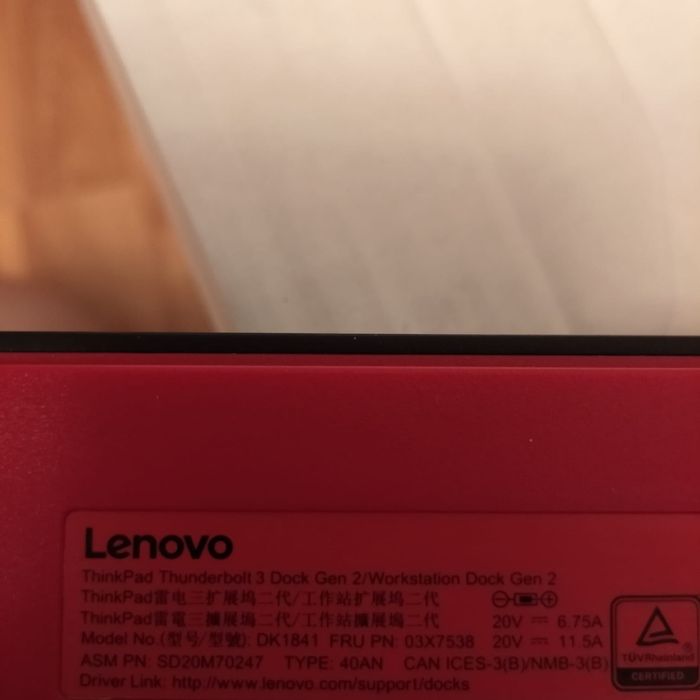 Lenovo
ThinkPad Thunderbolt 3 Dock Gen 2/Workstation Dock Gen 2
ThinkPad雷电三扩展坞二代/工作站扩展坞二代
ThinkPad雷電三擴展塢二代/工作站擴展塢二代 20V 6.75A
Model No.(型号/型號): DK1841 FRU PN: 03X7538 20V 11.5A
ASM PN: SD20M70247 TYPE: 40AN CAN ICES-3(B)/NMB-3(B)
Driver Link: http://www.lenovo.com/support/docks
TÜVRheinland
CERTIFIED